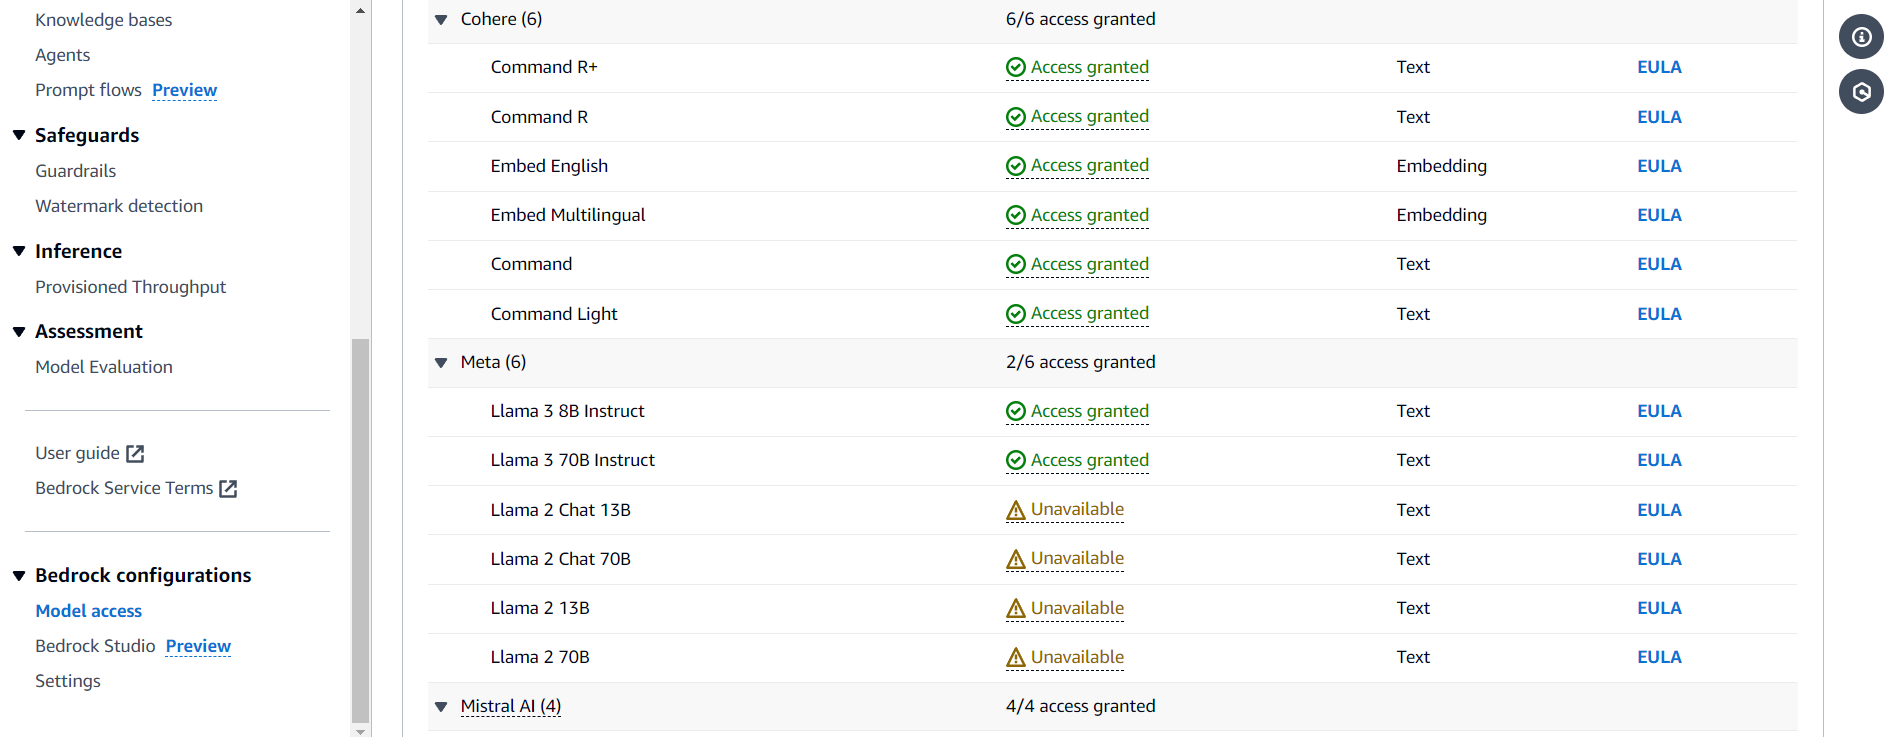 Knowledge bases
Agents
Prompt flows Preview
Safeguards
Guardrails
Watermark detection
Inference
Provisioned Throughput
Assessment
Model Evaluation
User guide
Bedrock Service Terms
Bedrock configurations
Model access
Bedrock Studio Preview
Settings
Cohere (6) 6/6 access granted
Command R+ Access granted Text EULA
Command R Access granted Text EULA
Embed English Access granted Embedding EULA
Embed Multilingual Access granted Embedding EULA
Command Access granted Text EULA
Command Light Access granted Text EULA
Meta (6) 2/6 access granted
Llama 3 8B Instruct Access granted Text EULA
Llama 3 70B Instruct Access granted Text EULA
Llama 2 Chat 13B Unavailable Text EULA
Llama 2 Chat 70B Unavailable Text EULA
Llama 2 13B Unavailable Text EULA
Llama 2 70B Unavailable Text EULA
Mistral AI (4) 4/4 access granted